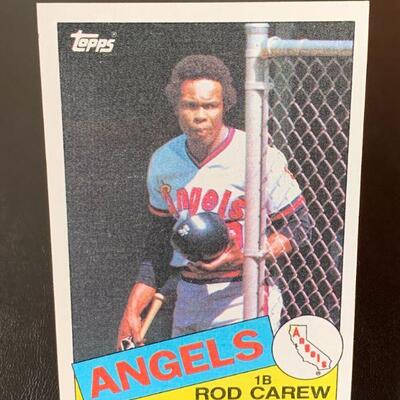 Topps
Angels
ANGELS
Angels
1B
ROD CAREW